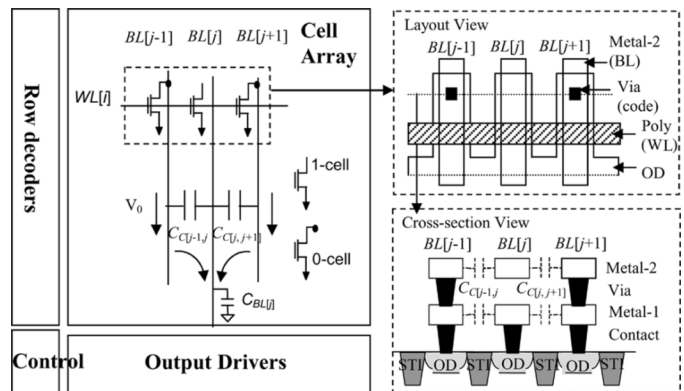 Row decoders
Cell
Array
BL[j-1] BL[j] BL[j+1]
WL[i]
1-cell
V0
CC[j-1,j] CC[j,j+1]
0-cell
CBL[j]
Control
Output Drivers
Layout View
BL[j-1] BL[j] BL[j+1]
Metal-2
(BL)
Via
(code)
Poly
(WL)
OD
Cross-section View
BL[j-1] BL[j] BL[j+1]
Metal-2
CC[j-1,j] CC[j,j+1]
Via
Metal-1
Contact
STI OD STI OD STI OD STI